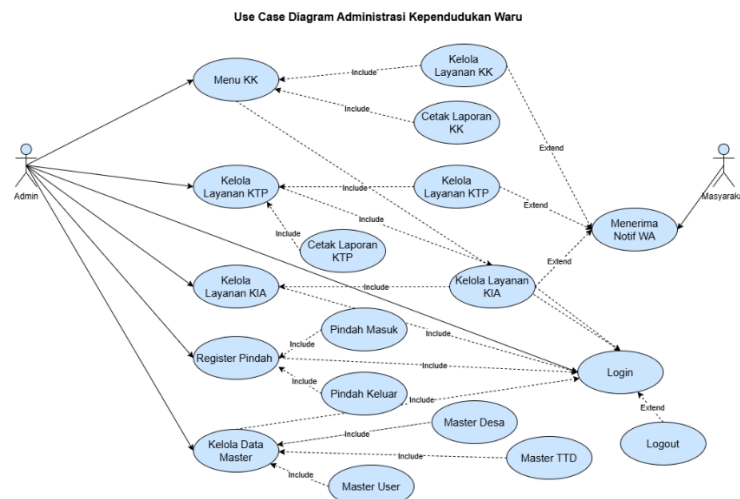 Use Case Diagram Administrasi Kependudukan Waru
Kelola
Layanan KK
Menu KK
Include
Include
Cetak Laporan
KK
Extend
Admin
Masyaraka
Kelola
Layanan KTP
Include
Kelola
Layanan KTP
Include
Extend
Menerima
Notif WA
Include
Cetak Laporan
KTP
Extend
Kelola
Layanan KIA
Include
Kelola Layanan
KIA
Pindah Masuk
Include
Include
Register Pindah
Include
Login
Include
Pindah Keluar
Include
Master Desa
Extend
Kelola Data
Master
Include
Include
Master TTD
Logout
Include
Master User